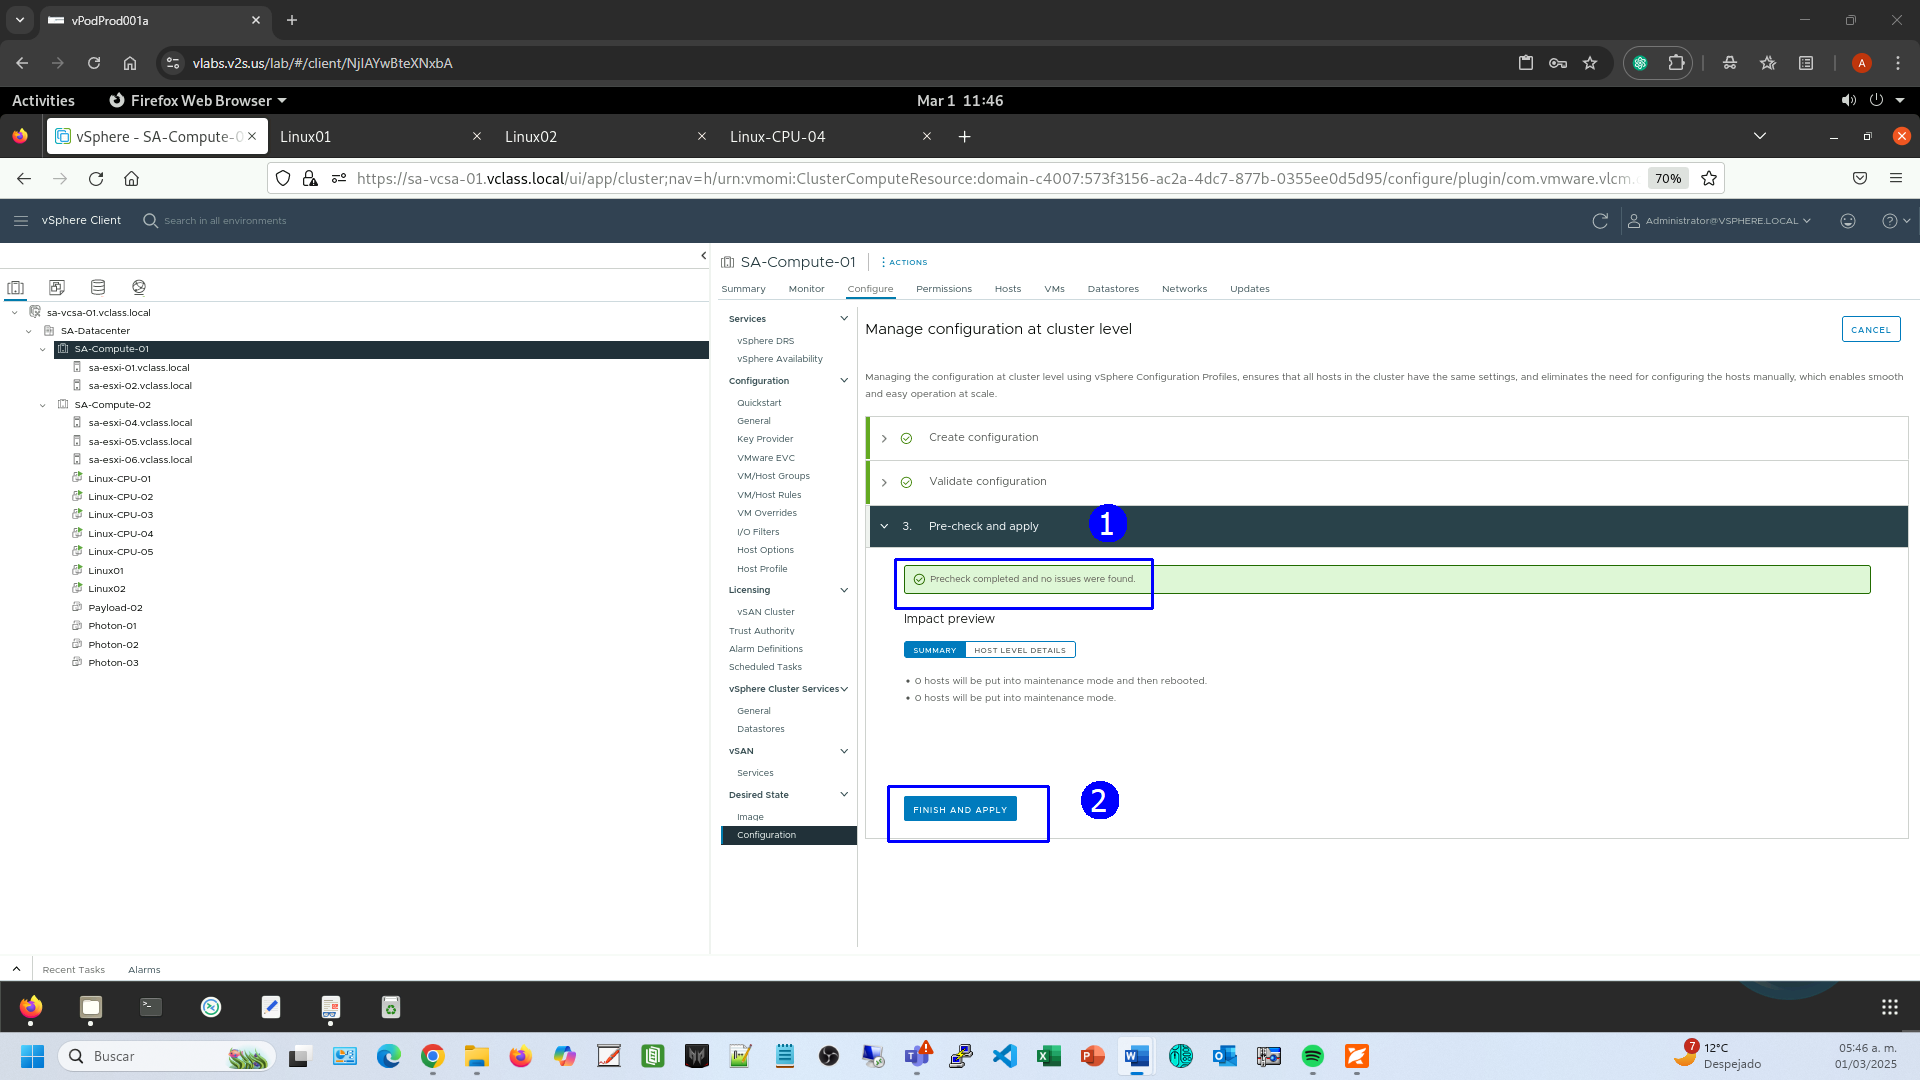 vPodProd001a
vlabs.v2s.us/lab/#/client/NjIAYwBteXNxbA
A
Activities
Firefox Web Browser
Mar 1 11:46
vSphere - SA-Compute-0
Linux01
Linux02
Linux-CPU-04
https://sa-vcsa-01.vclass.local/ui/app/cluster;nav=h/urn:vmomi:ClusterComputeResource:domain-c4007:573f3156-ac2a-4dc7-877b-0355ee0d5d95/configure/plugin/com.vmware.vlcm.
70%
vSphere Client
Search in all environments
Administrator@VSPHERE.LOCAL
SA-Compute-01
ACTIONS
Summary
Monitor
Configure
Permissions
Hosts
VMs
Datastores
Networks
Updates
sa-vcsa-01.vclass.local
SA-Datacenter
SA-Compute-01
sa-esxi-01.vclass.local
sa-esxi-02.vclass.local
SA-Compute-02
sa-esxi-04.vclass.local
sa-esxi-05.vclass.local
sa-esxi-06.vclass.local
Linux-CPU-01
Linux-CPU-02
Linux-CPU-03
Linux-CPU-04
Linux-CPU-05
Linux01
Linux02
Payload-02
Photon-01
Photon-02
Photon-03
Services
vSphere DRS
vSphere Availability
Configuration
Quickstart
General
Key Provider
VMware EVC
VM/Host Groups
VM/Host Rules
VM Overrides
I/O Filters
Host Options
Host Profile
Licensing
vSAN Cluster
Trust Authority
Alarm Definitions
Scheduled Tasks
vSphere Cluster Services
General
Datastores
vSAN
Services
Desired State
Image
Configuration
Manage configuration at cluster level
CANCEL
Managing the configuration at cluster level using vSphere Configuration Profiles, ensures that all hosts in the cluster have the same settings, and eliminates the need for configuring the hosts manually, which enables smooth
and easy operation at scale.
Create configuration
Validate configuration
3. Pre-check and apply
1
Precheck completed and no issues were found.
Impact preview
SUMMARY
HOST LEVEL DETAILS
• 0 hosts will be put into maintenance mode and then rebooted.
• 0 hosts will be put into maintenance mode.
FINISH AND APPLY
2
Recent Tasks
Alarms
Buscar
7
12°C
Despejado
05:46 a. m.
01/03/2025